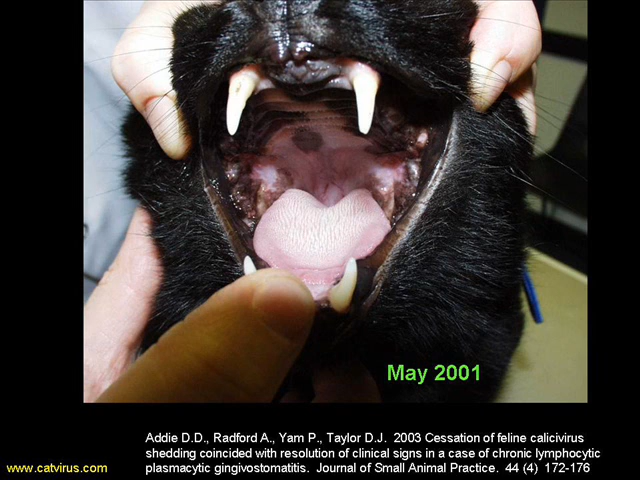 May 2001
Addie D.D., Radford A., Yam P., Taylor D.J.  2003 Cessation of feline calicivirus
shedding coincided with resolution of clinical signs in a case of chronic lymphocytic
plasmacytic gingivostomatitis.  Journal of Small Animal Practice.  44 (4)  172-176
www.catvirus.com